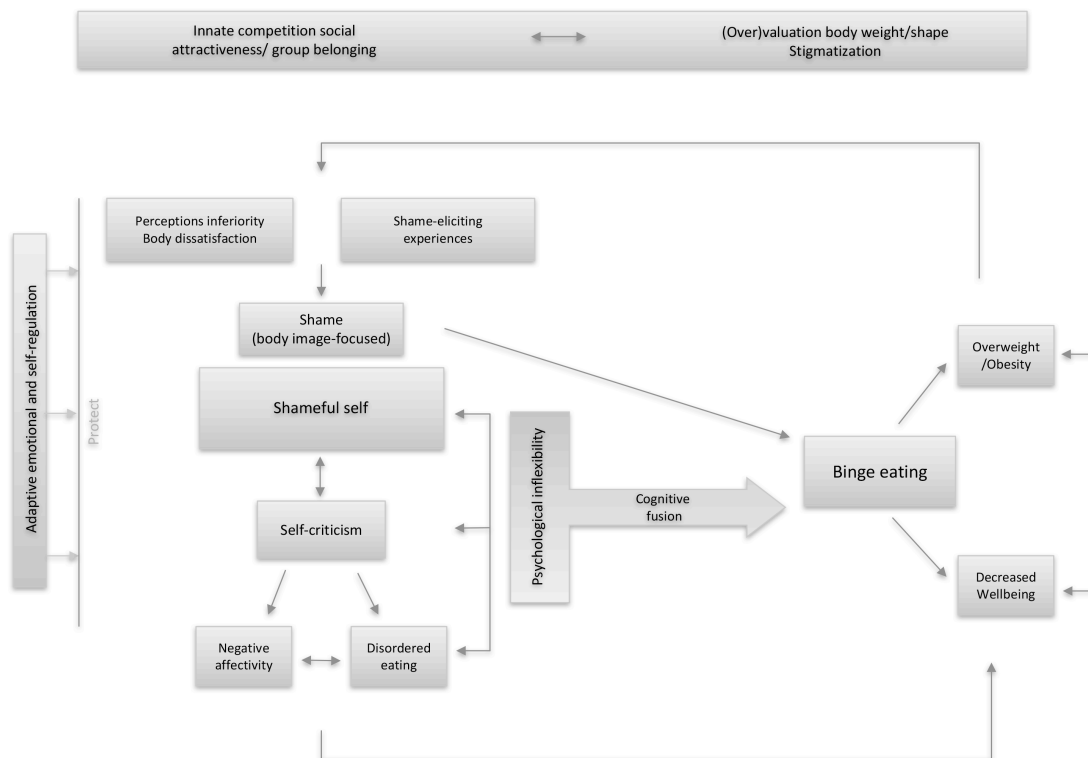 Innate competition social
attractiveness/ group belonging
(Over)valuation body weight/shape
Stigmatization
Adaptive emotional and self-regulation
Protect
Perceptions inferiority
Body dissatisfaction
Shame-eliciting
experiences
Shame
(body image-focused)
Shameful self
Self-criticism
Negative
affectivity
Disordered
eating
Psychological inflexibility
Cognitive
fusion
Binge eating
Overweight
/Obesity
Decreased
Wellbeing